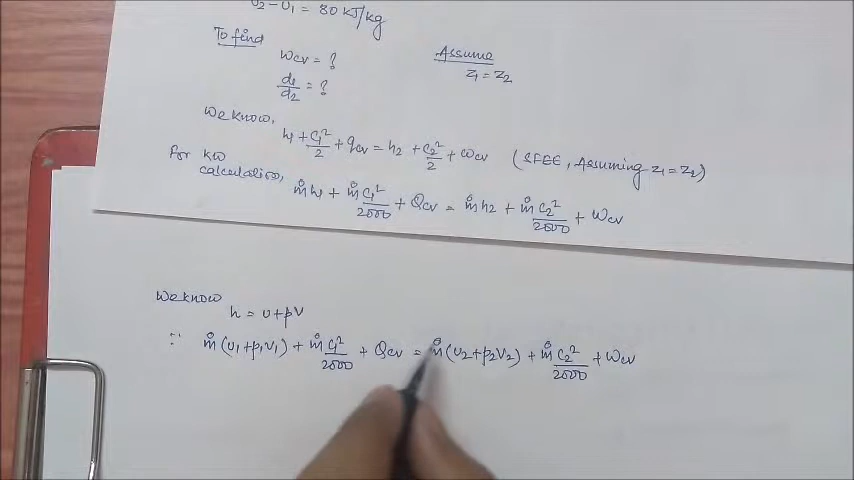 U2-U1 = 80 kJ/kg
To find
Wcv = ?
d1/d2 = ?
Assume
Z1 = Z2
We know,
h1 + C1²/2 + qcv = h2 + C2²/2 + wcv (SFEE, Assuming Z1 = Z2)
For kW
calculation,
ṁh1 + ṁC1²/2000 + Qcv = ṁh2 + ṁC2²/2000 + Wcv
We know
h = u+pV
∵ ṁ(U1+P1V1) + ṁC1²/2000 + Qcv = ṁ(U2+P2V2) + ṁC2²/2000 + Wcv